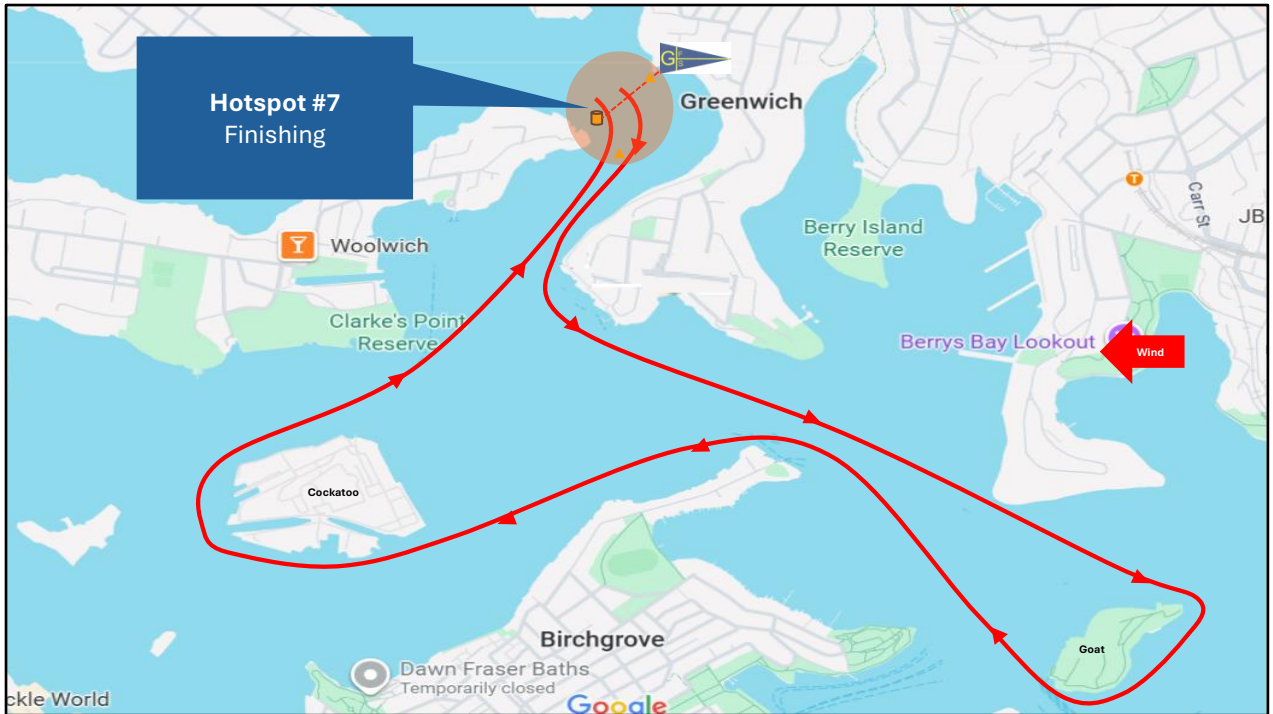 Hotspot #7
Finishing
G F
S
Greenwich
T
Carr St
JB
Berry Island
Reserve
Woolwich
Clarke's Point
Reserve
Berrys Bay Lookout
Wind
Cockatoo
Birchgrove
Goat
Dawn Fraser Baths
Temporarily closed
ckle World
Google